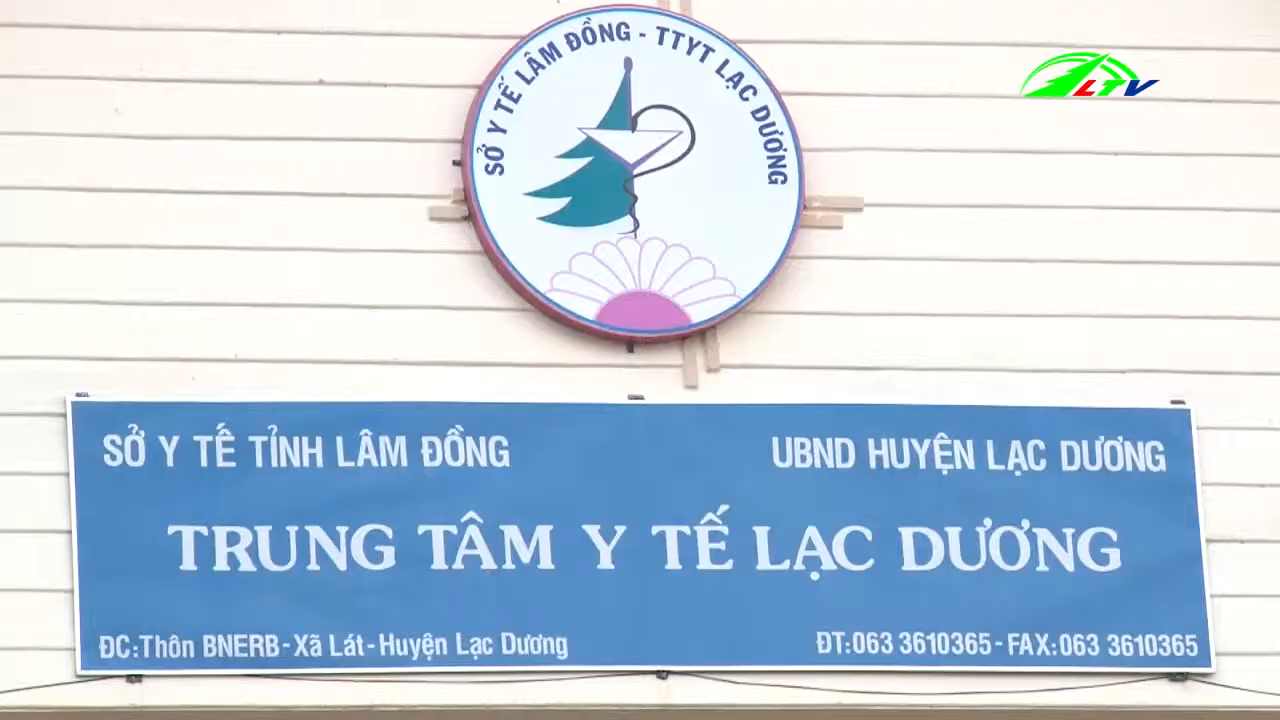 SỞ Y TẾ LÂM ĐỒNG - TTYT LẠC DƯƠNG
LTV
SỞ Y TẾ TỈNH LÂM ĐỒNG
UBND HUYỆN LẠC DƯƠNG
TRUNG TÂM Y TẾ LẠC DƯƠNG
ĐC:Thôn BNERB-Xã Lát-Huyện Lạc Dương
ĐT:063 3610365-FAX:063 3610365